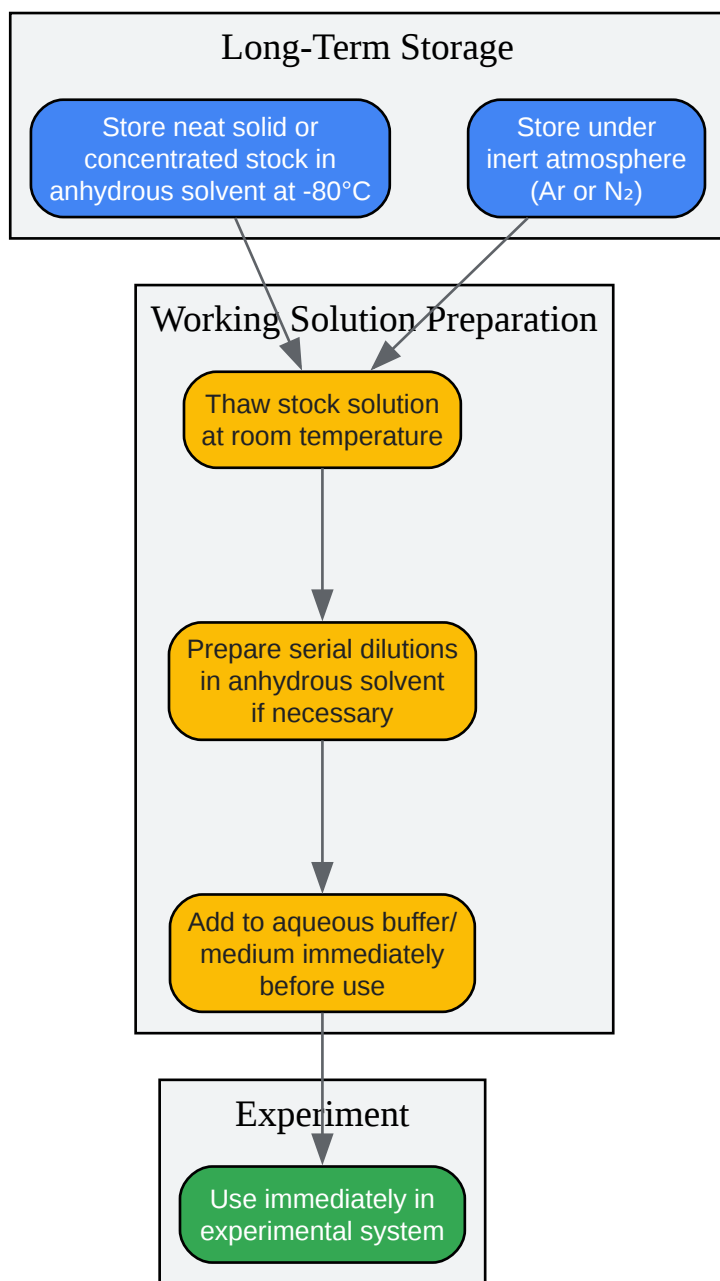 Long-Term Storage
Store neat solid or
concentrated stock in
anhydrous solvent at -80°C
Store under
inert atmosphere
(Ar or N₂)
Working Solution Preparation
Thaw stock solution
at room temperature
Prepare serial dilutions
in anhydrous solvent
if necessary
Add to aqueous buffer/
medium immediately
before use
Experiment
Use immediately in
experimental system